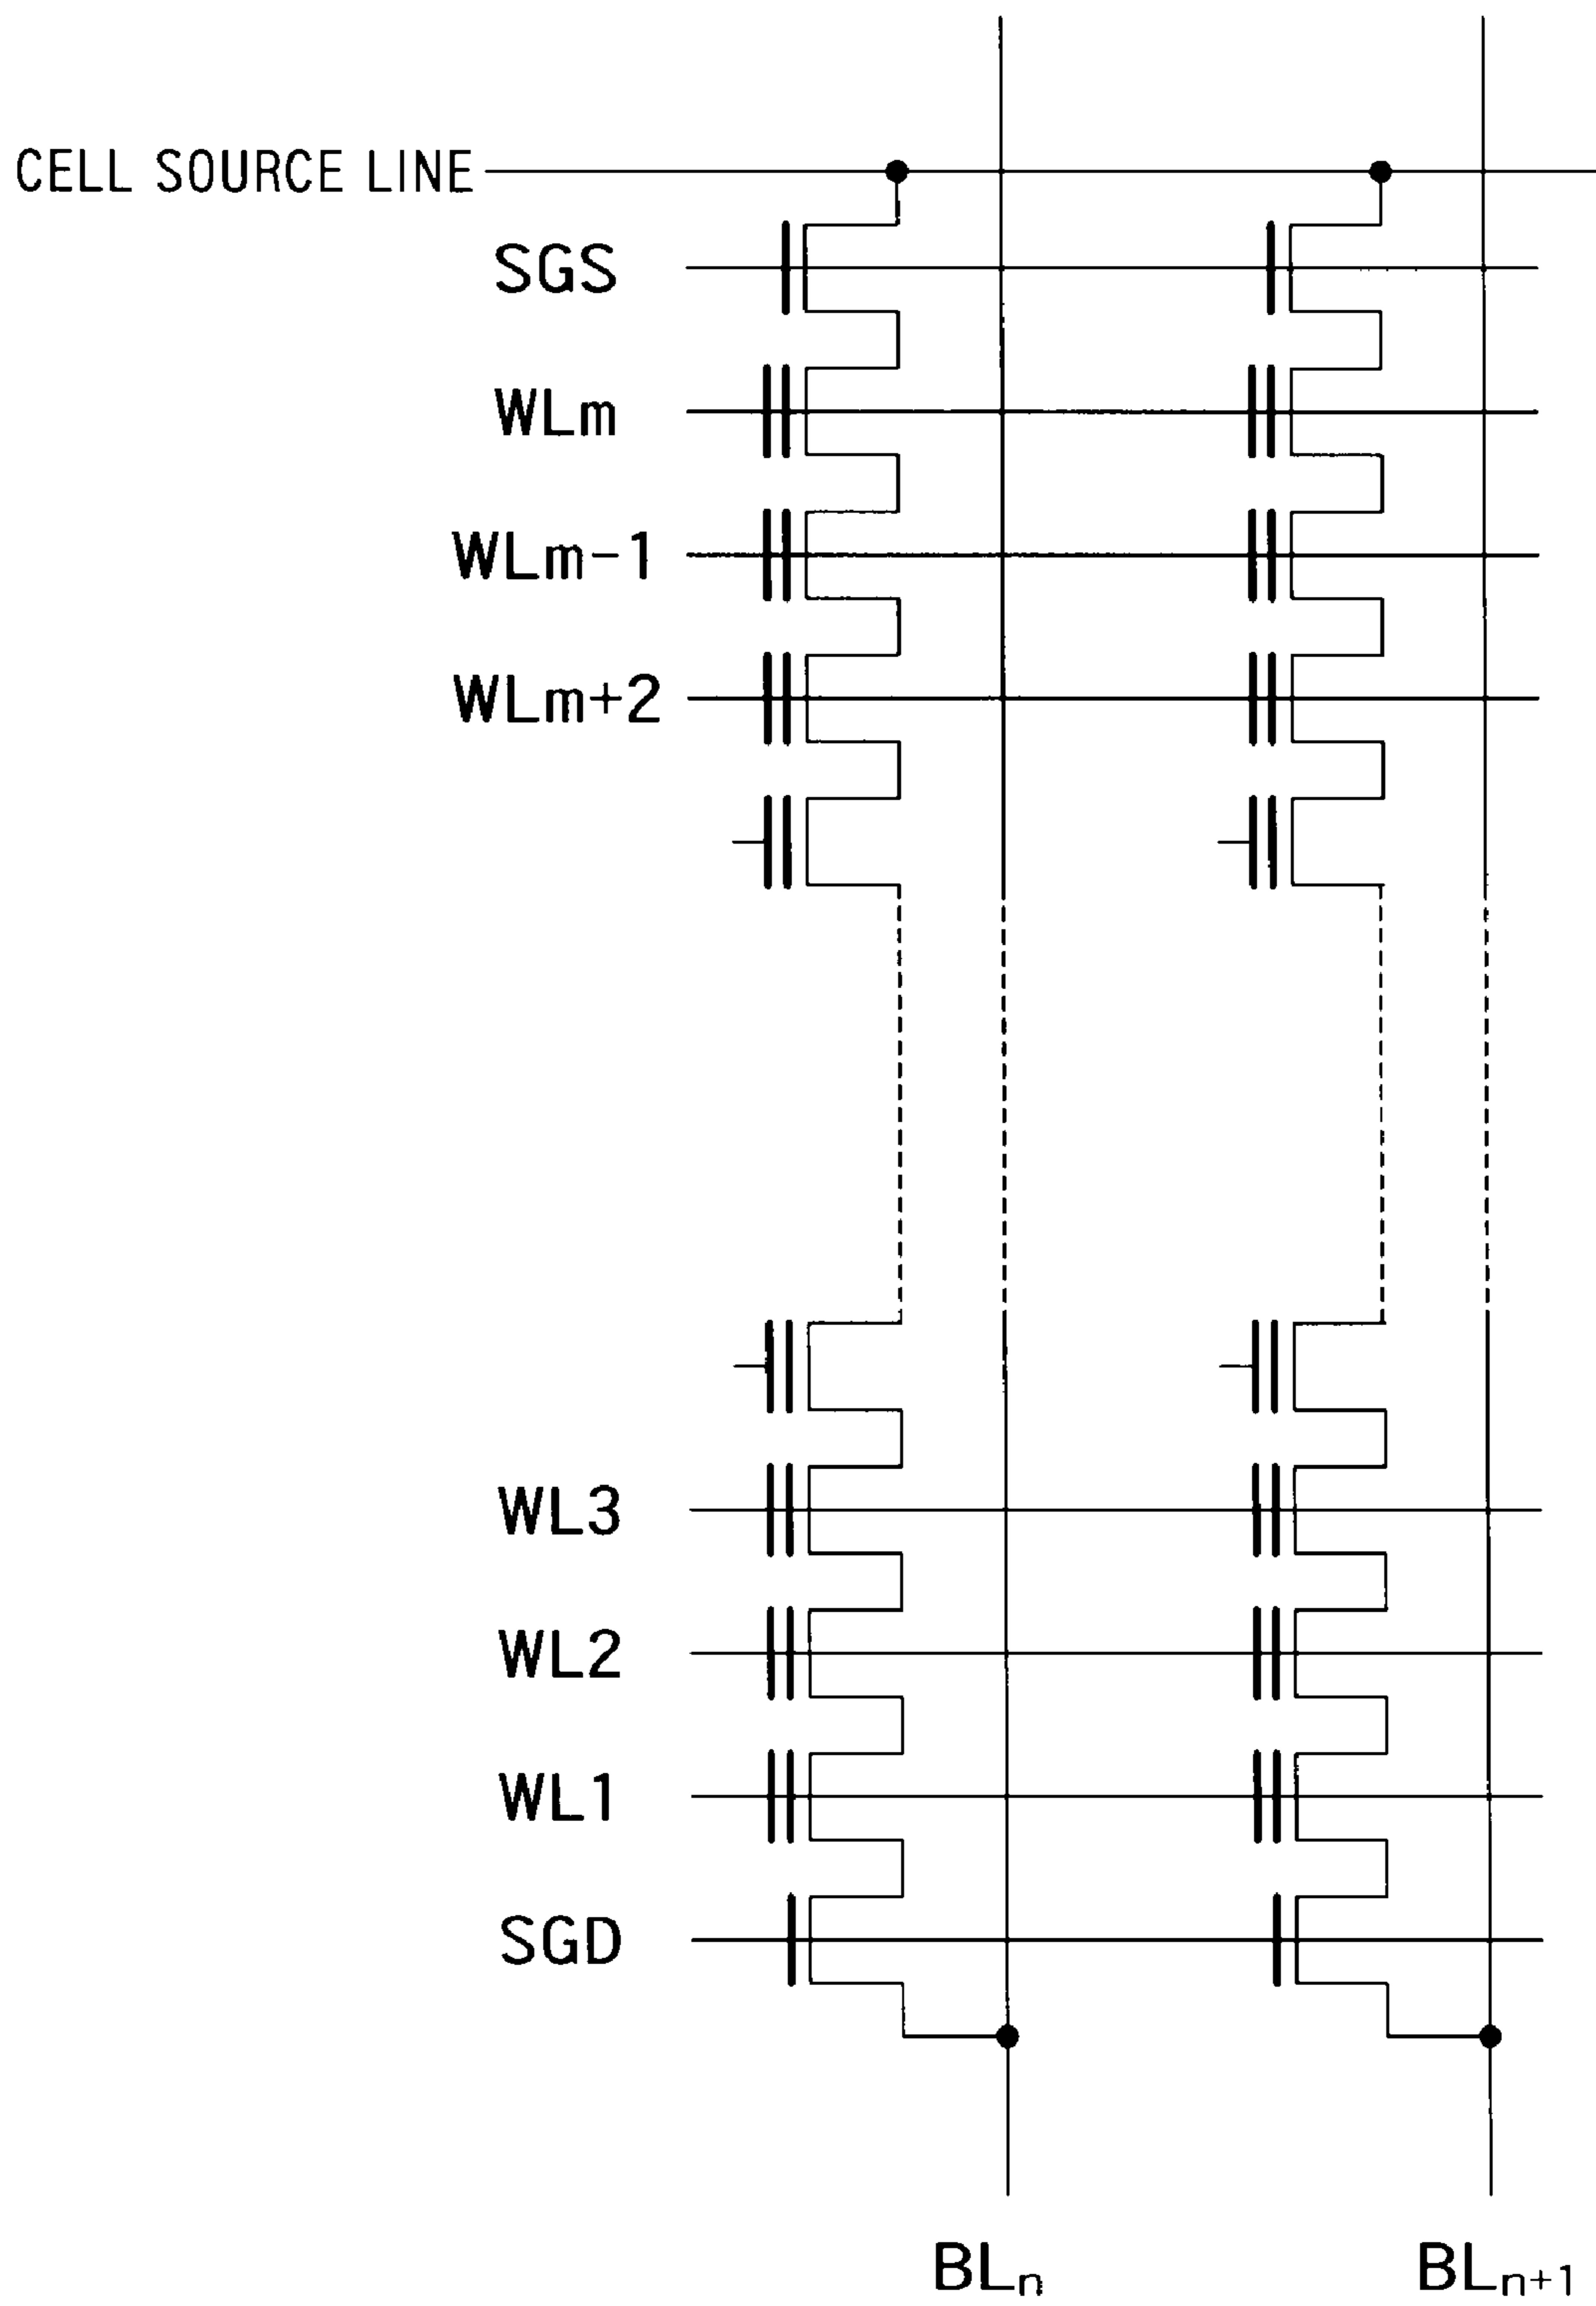 CELL SOURCE LINE
SGS
WLm
WLm-1
WLm+2
WL3
WL2
WL1
SGD
BLn
BLn+1